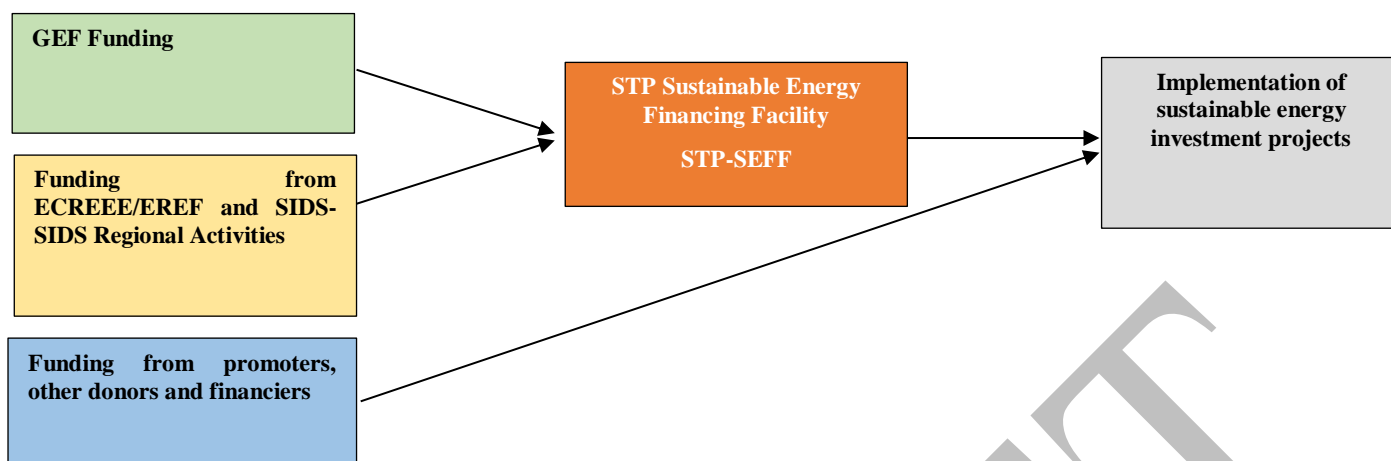 GEF Funding
Funding from
ECREEE/EREF and SIDS-
SIDS Regional Activities
Funding from promoters,
other donors and financiers
STP Sustainable Energy
Financing Facility
STP-SEFF
Implementation of
sustainable energy
investment projects